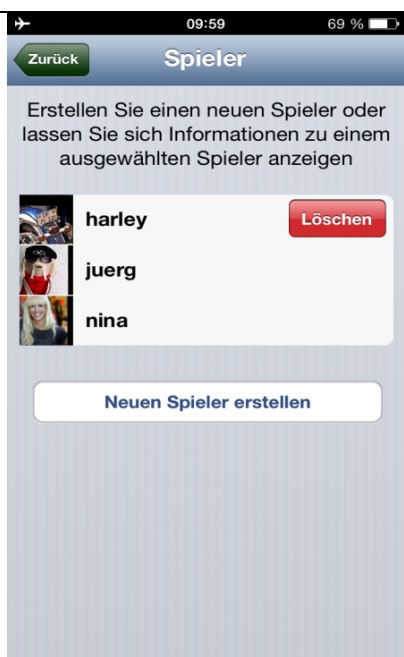 09:59
69 %
Zurück
Spieler
Erstellen Sie einen neuen Spieler oder
lassen Sie sich Informationen zu einem
ausgewählten Spieler anzeigen
harley
Löschen
juerg
nina
Neuen Spieler erstellen